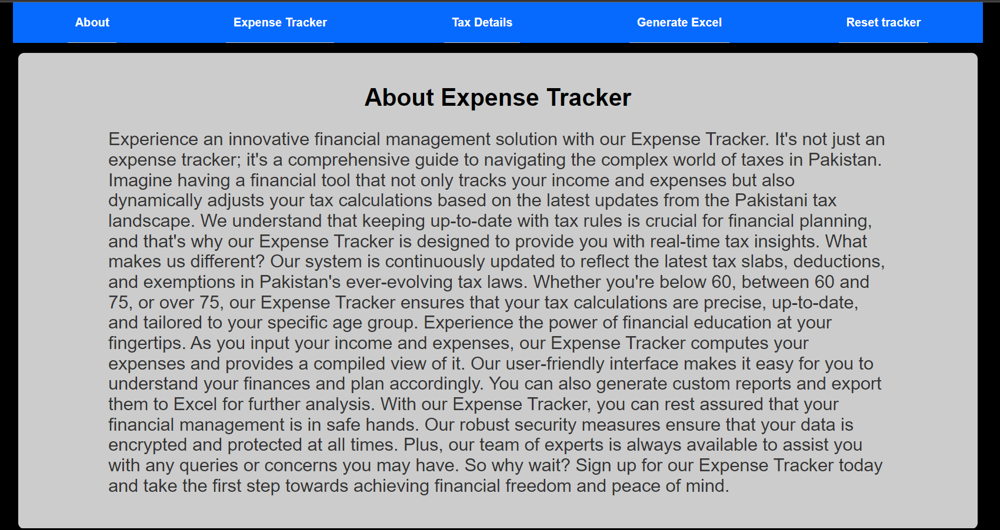 About Expense Tracker Tax Details Generate Excel Reset tracker
About Expense Tracker
Experience an innovative financial management solution with our Expense Tracker. It's not just an
expense tracker; it's a comprehensive guide to navigating the complex world of taxes in Pakistan.
Imagine having a financial tool that not only tracks your income and expenses but also
dynamically adjusts your tax calculations based on the latest updates from the Pakistani tax
landscape. We understand that keeping up-to-date with tax rules is crucial for financial planning,
and that's why our Expense Tracker is designed to provide you with real-time tax insights. What
makes us different? Our system is continuously updated to reflect the latest tax slabs, deductions,
and exemptions in Pakistan's ever-evolving tax laws. Whether you're below 60, between 60 and
75, or over 75, our Expense Tracker ensures that your tax calculations are precise, up-to-date,
and tailored to your specific age group. Experience the power of financial education at your
fingertips. As you input your income and expenses, our Expense Tracker computes your
expenses and provides a compiled view of it. Our user-friendly interface makes it easy for you to
understand your finances and plan accordingly. You can also generate custom reports and export
them to Excel for further analysis. With our Expense Tracker, you can rest assured that your
financial management is in safe hands. Our robust security measures ensure that your data is
encrypted and protected at all times. Plus, our team of experts is always available to assist you
with any queries or concerns you may have. So why wait? Sign up for our Expense Tracker today
and take the first step towards achieving financial freedom and peace of mind.